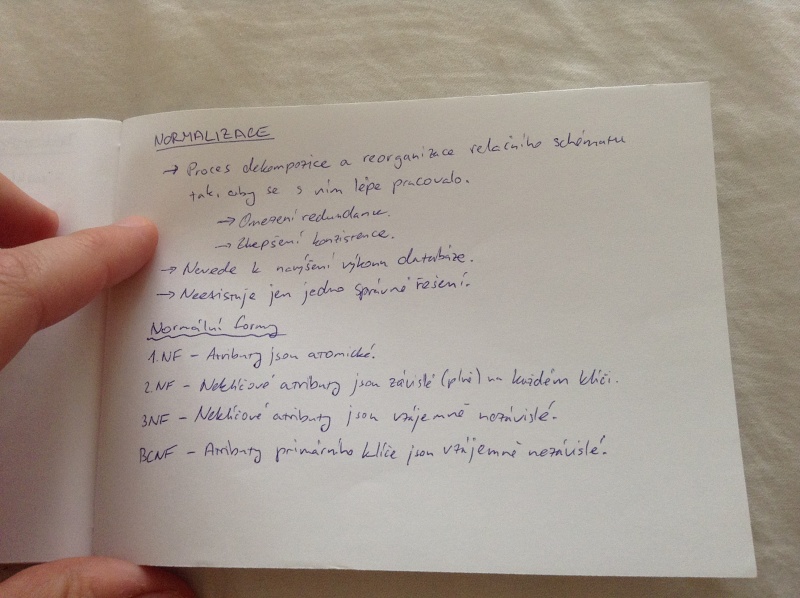 NORMALIZACE
→ Proces dekompozice a reorganizace relačního schématu
tak, aby se s ním lépe pracovalo.
→ Omezení redundance.
→ Zlepšení konzistence.
→ Nevede k navýšení výkonu databáze.
→ Neexistuje jen jedno správné řešení.
Normální formy
1.NF - Atributy jsou atomické.
2.NF - Neklíčové atributy jsou závislé (plně) na každém klíči.
3NF - Neklíčové atributy jsou vzájemně nezávislé.
BCNF - Atributy primárního klíče jsou vzájemně nezávislé.